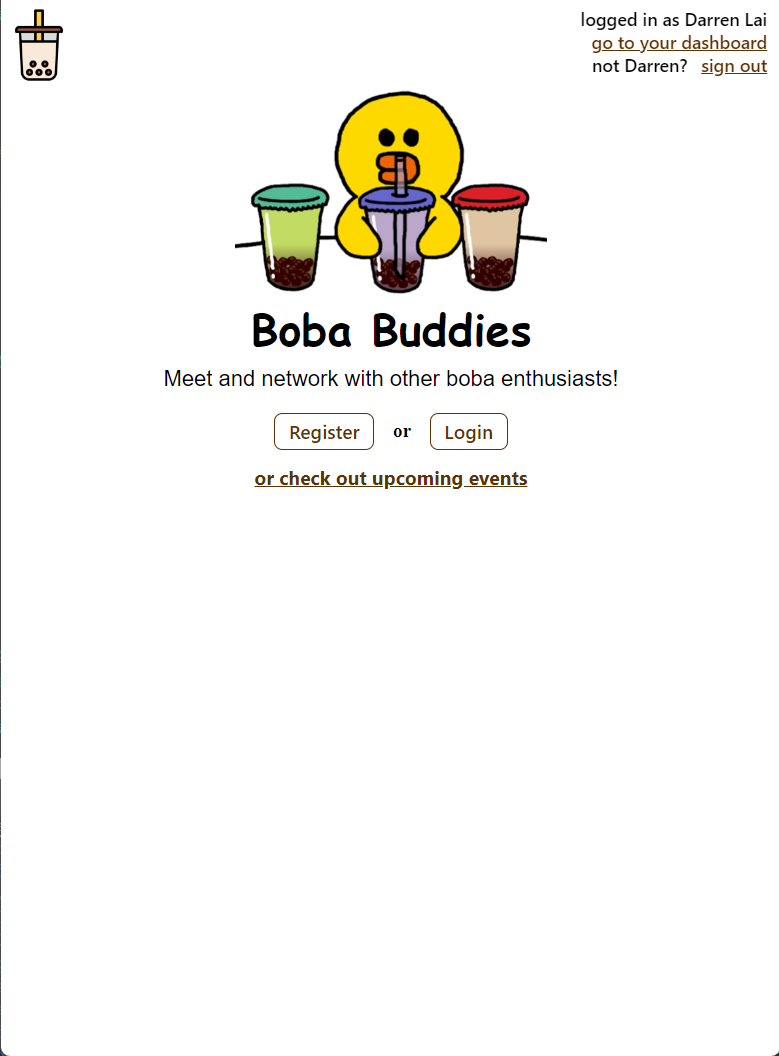 logged in as Darren Lai
go to your dashboard
not Darren? sign out
Boba Buddies
Meet and network with other boba enthusiasts!
Register or Login
or check out upcoming events